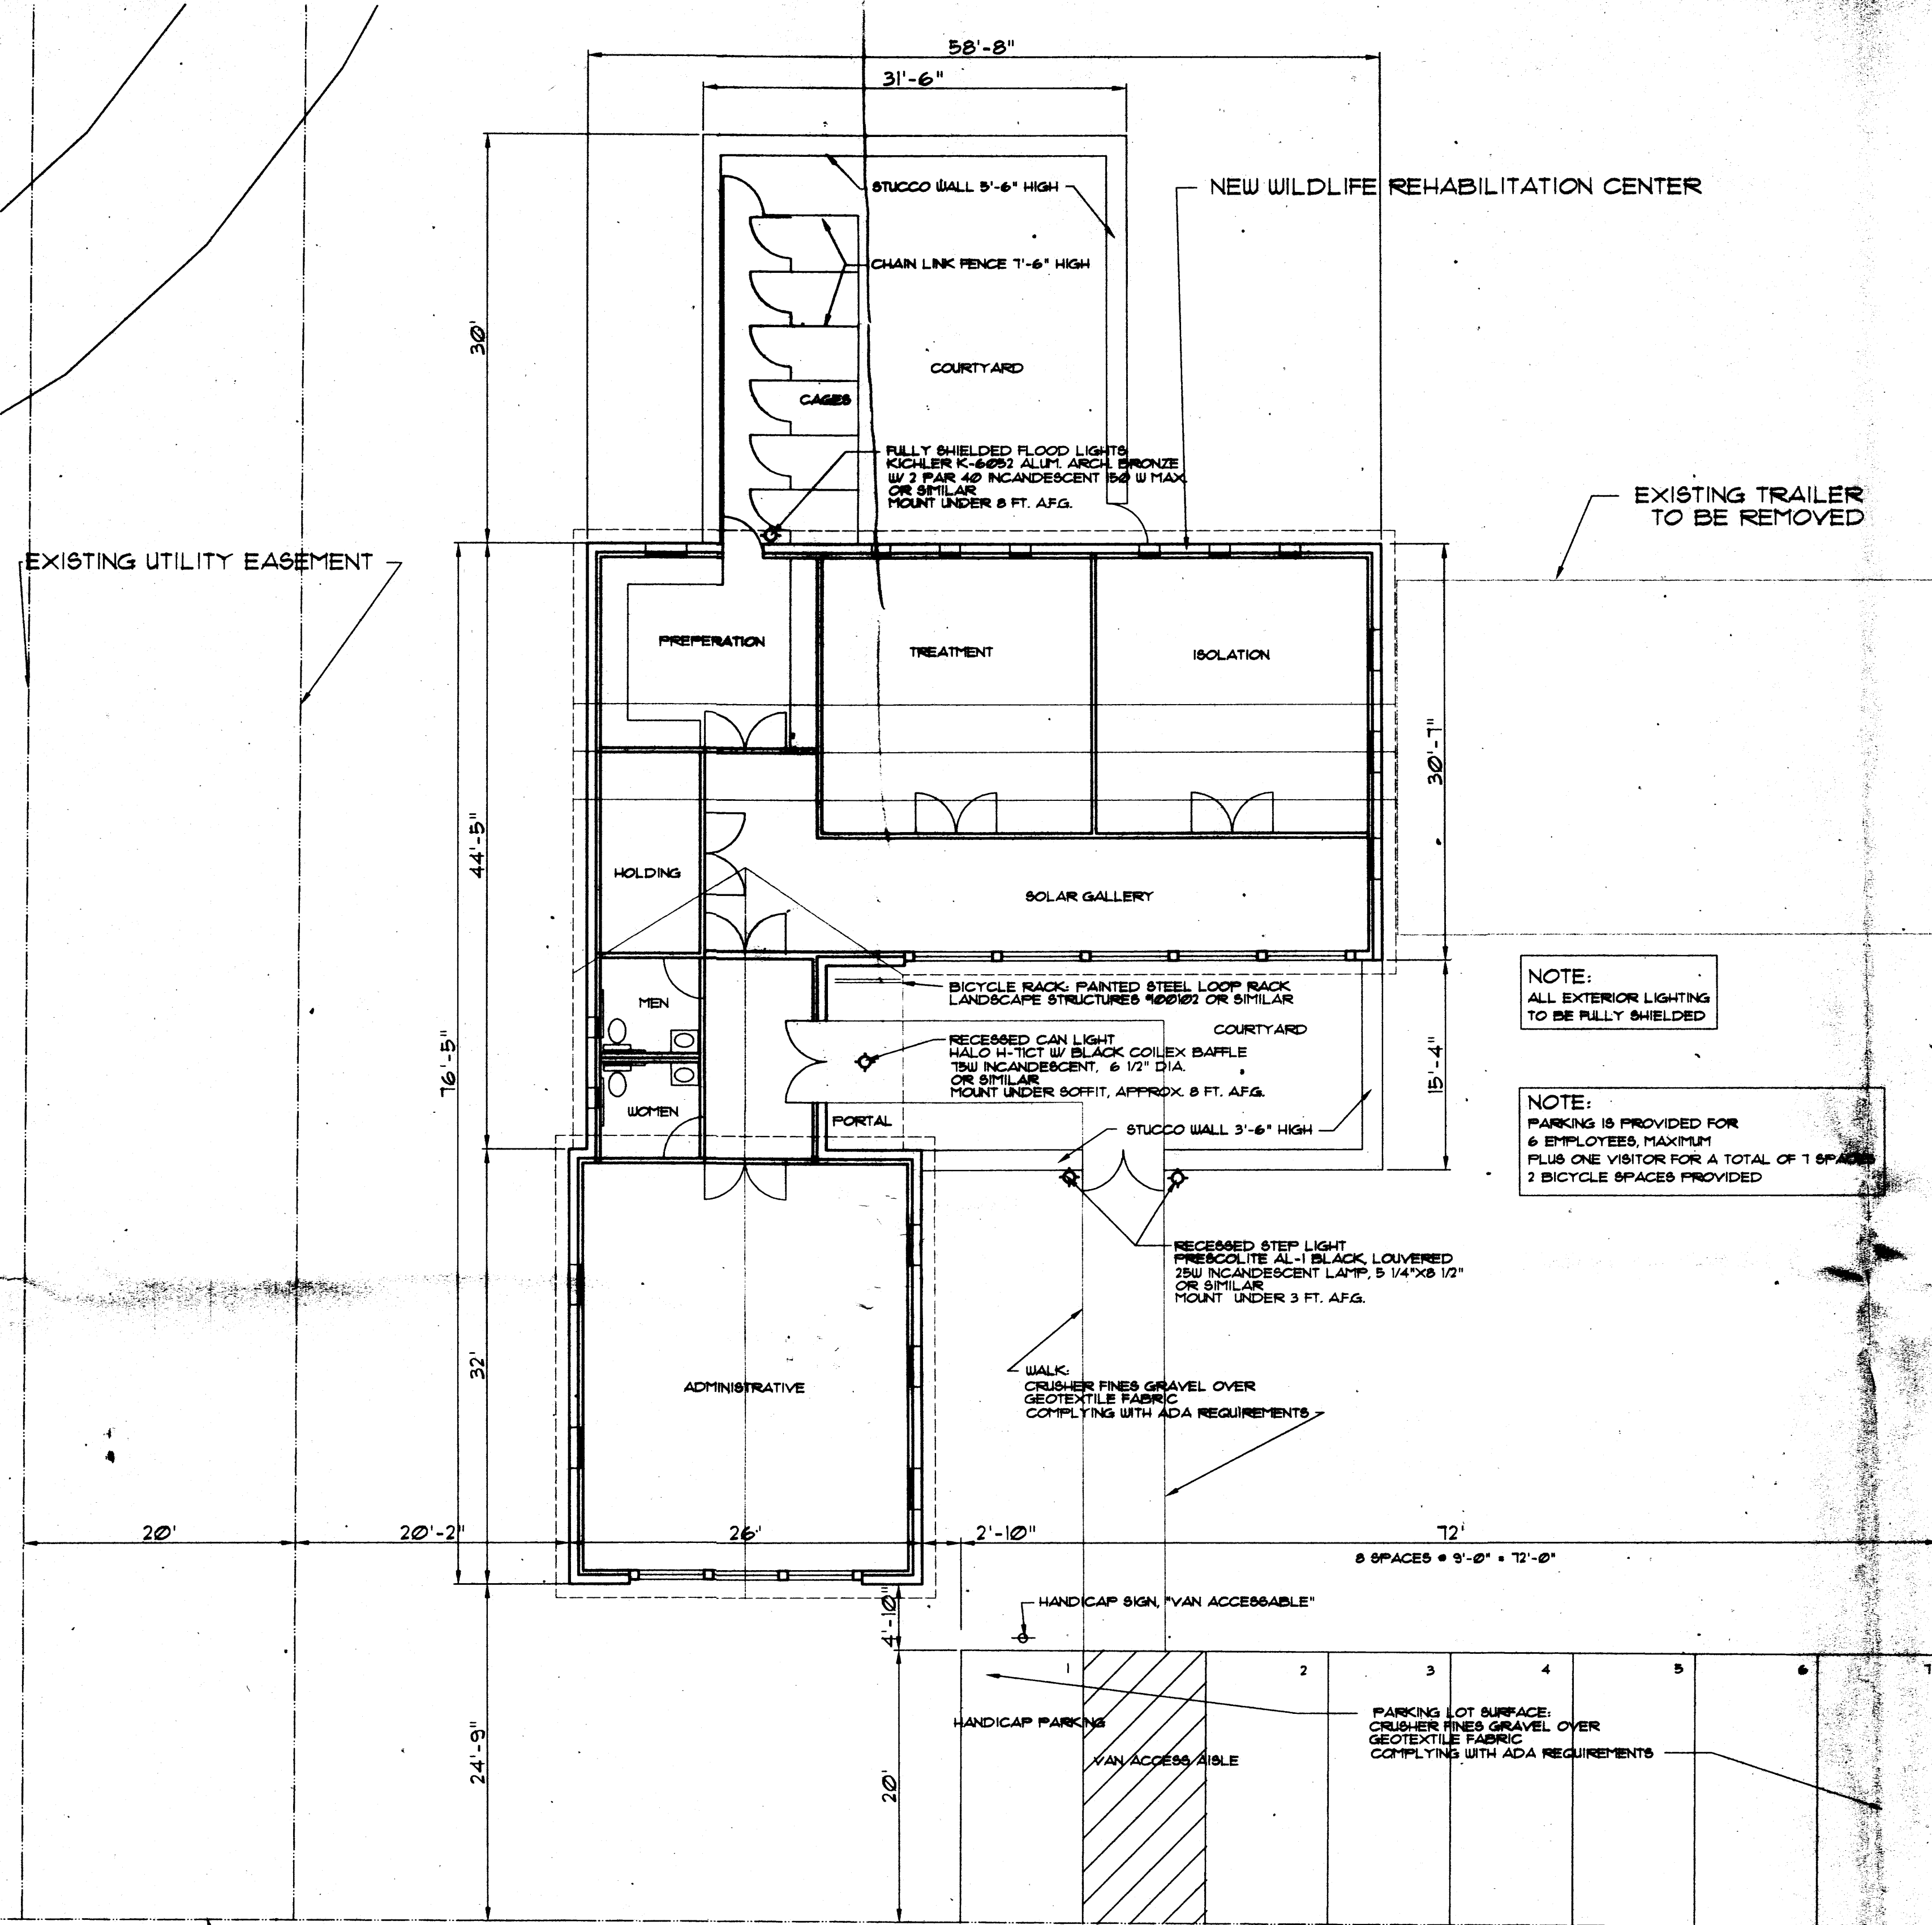 58'-8"
31'-6"
STUCCO WALL 5'-6" HIGH
NEW WILDLIFE REHABILITATION CENTER
CHAIN LINK FENCE 7'-6" HIGH
30'
COURTYARD
CAGES
FULLY SHIELDED FLOOD LIGHTS
KICHLER K-6052 ALUM. ARCH. BRONZE
W/ 2 PAR 40 INCANDESCENT 150 W MAX.
OR SIMILAR
MOUNT UNDER 8 FT. A.F.G.
EXISTING TRAILER
TO BE REMOVED
EXISTING UTILITY EASEMENT
PREPERATION
TREATMENT
ISOLATION
30'-7"
44'-5"
HOLDING
SOLAR GALLERY
NOTE:
ALL EXTERIOR LIGHTING
TO BE FULLY SHIELDED
BICYCLE RACK: PAINTED STEEL LOOP RACK
LANDSCAPE STRUCTURES #900102 OR SIMILAR
MEN
COURTYARD
76'-5"
RECESSED CAN LIGHT
HALO H-7ICT W/ BLACK COILEX BAFFLE
75W INCANDESCENT, 6 1/2" DIA.
OR SIMILAR
MOUNT UNDER SOFFIT, APPROX. 8 FT. A.F.G.
15'-4"
WOMEN
PORTAL
STUCCO WALL 3'-6" HIGH
NOTE:
PARKING IS PROVIDED FOR
6 EMPLOYEES, MAXIMUM
PLUS ONE VISITOR FOR A TOTAL OF 7 SPACES
2 BICYCLE SPACES PROVIDED
RECESSED STEP LIGHT
PRESCOLITE AL-1 BLACK, LOUVERED
25W INCANDESCENT LAMP, 5 1/4"X8 1/2"
OR SIMILAR
MOUNT UNDER 3 FT. A.F.G.
32'
ADMINISTRATIVE
WALK:
CRUSHER FINES GRAVEL OVER
GEOTEXTILE FABRIC
COMPLYING WITH ADA REQUIREMENTS
20'
20'-2"
26'
2'-10"
72'
8 SPACES @ 9'-0" = 72'-0"
4'-10"
HANDICAP SIGN, "VAN ACCESSABLE"
1
2
3
4
5
6
7
24'-9"
20'
HANDICAP PARKING
VAN ACCESS AISLE
PARKING LOT SURFACE:
CRUSHER FINES GRAVEL OVER
GEOTEXTILE FABRIC
COMPLYING WITH ADA REQUIREMENTS